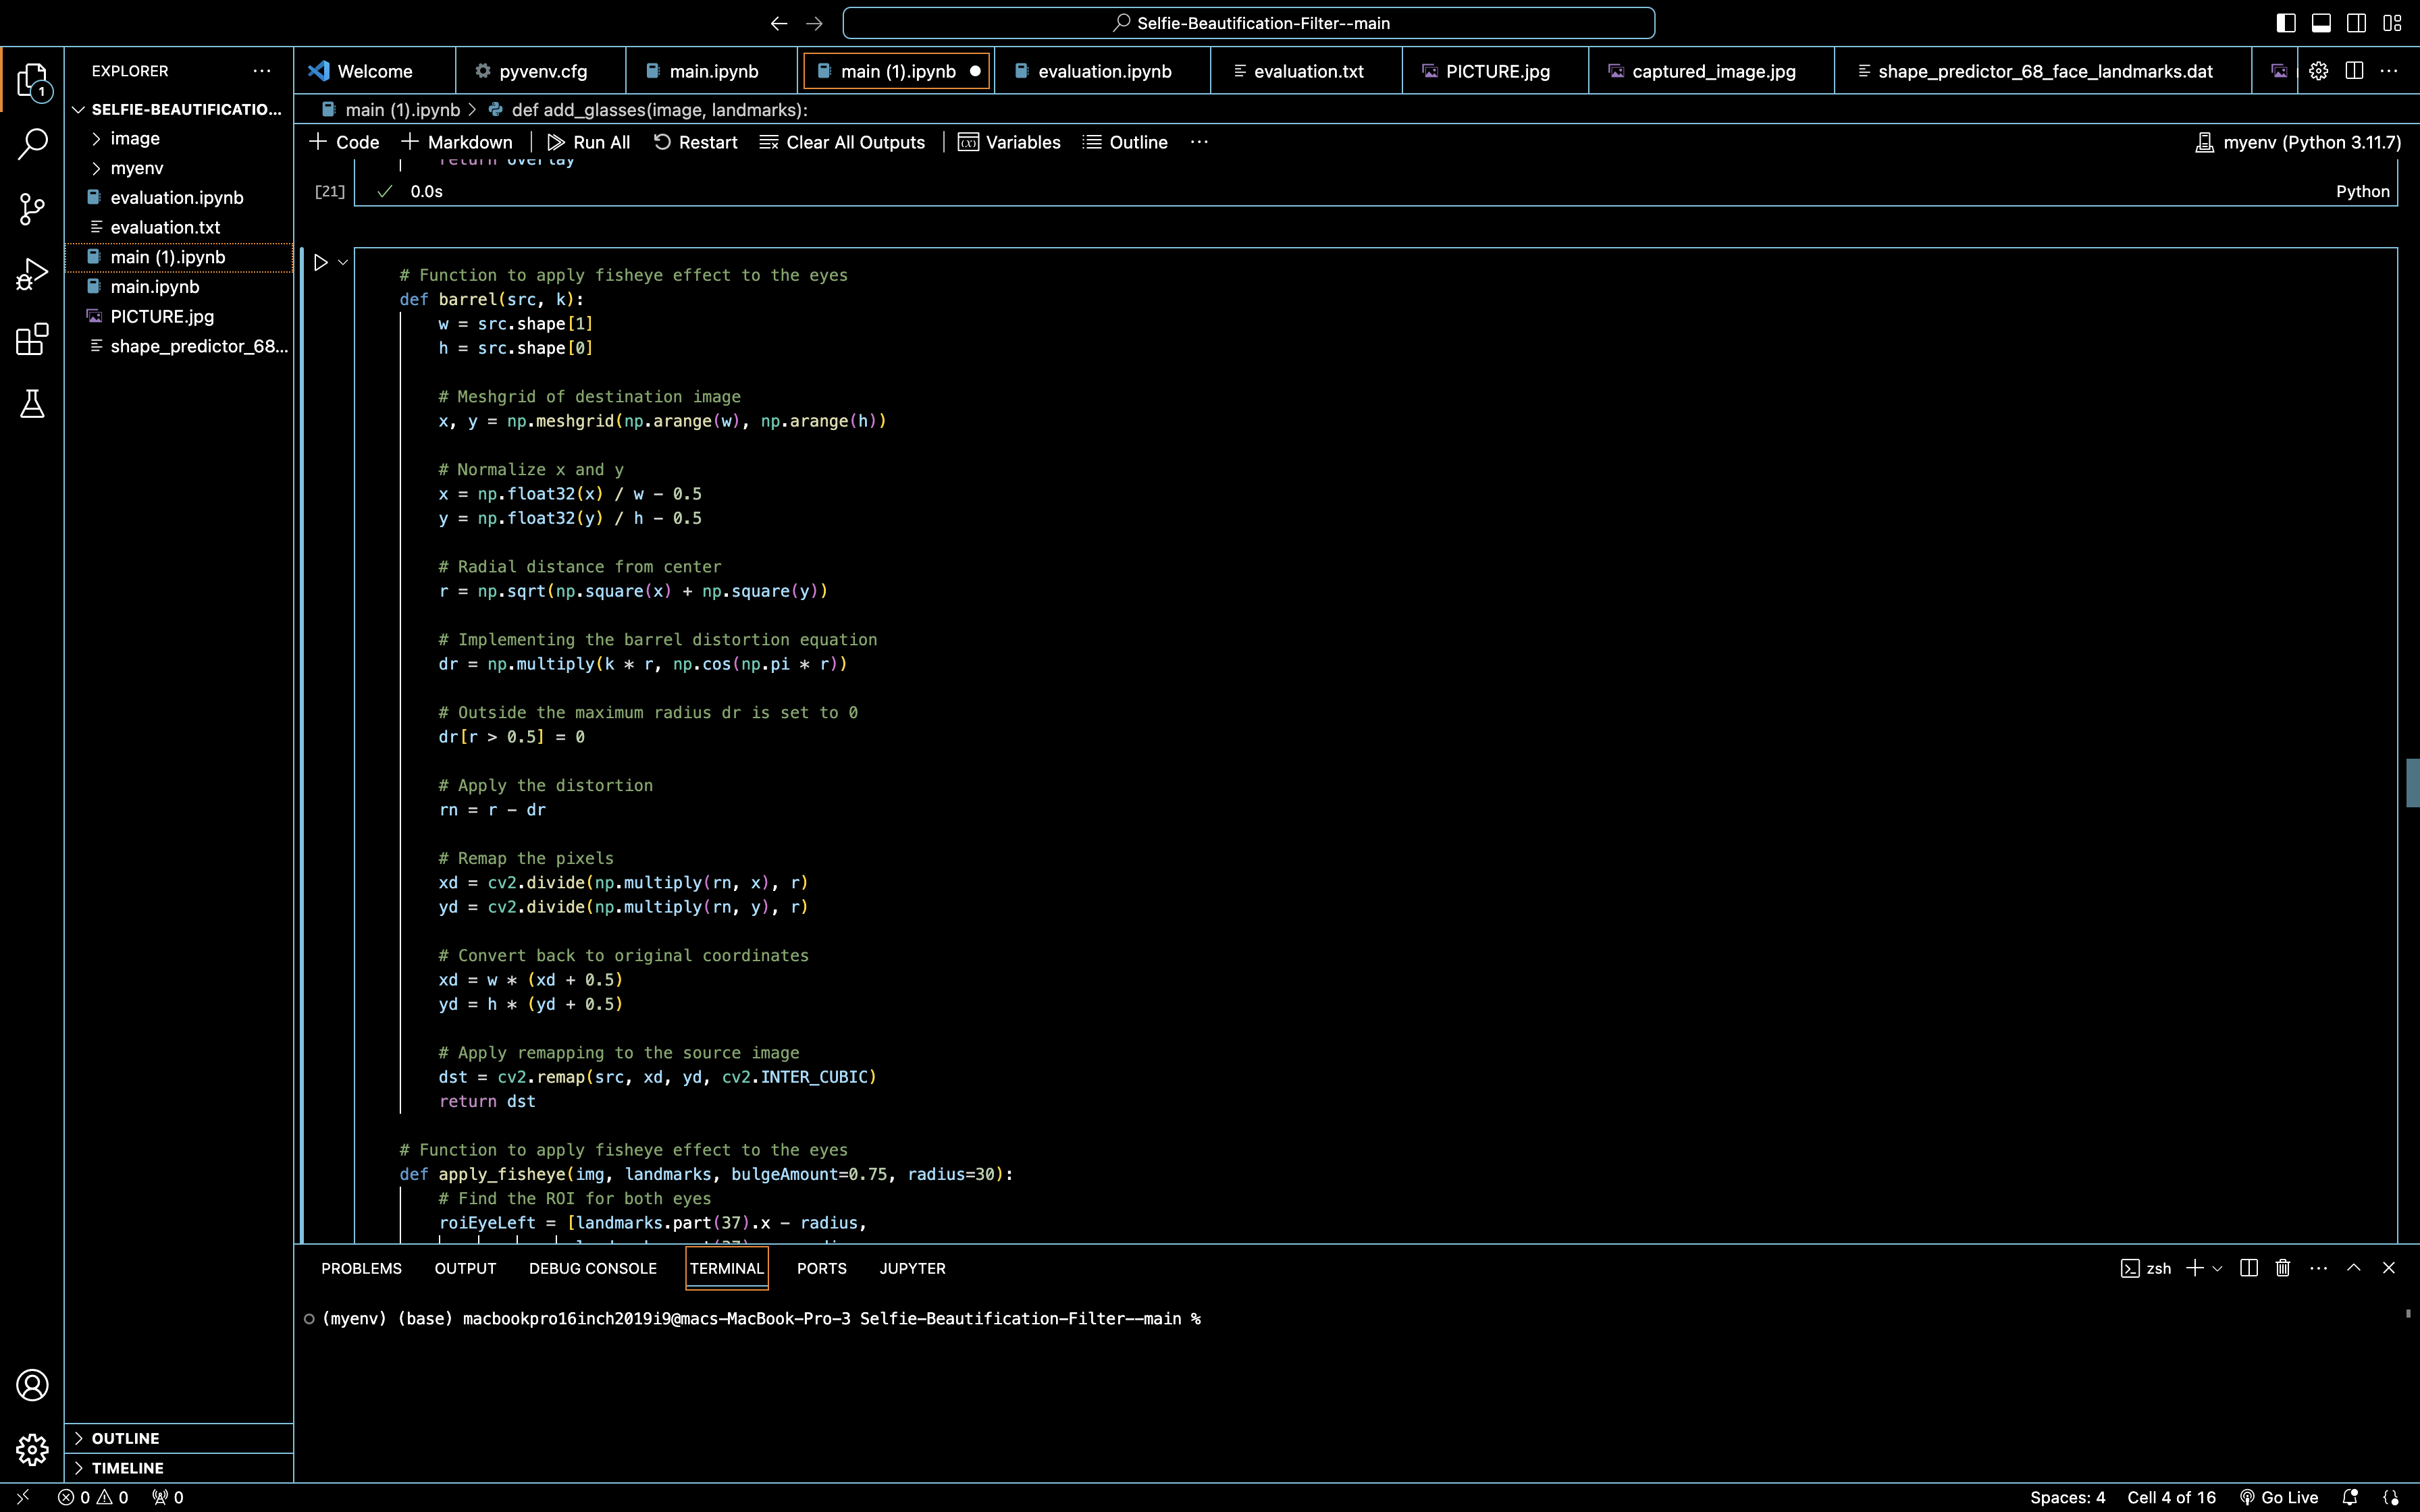 Selfie-Beautification-Filter--main
EXPLORER
Welcome
pyvenv.cfg
main.ipynb
main (1).ipynb
evaluation.ipynb
evaluation.txt
PICTURE.jpg
captured_image.jpg
shape_predictor_68_face_landmarks.dat
1
SELFIE-BEAUTIFICATIO...
image
myenv
evaluation.ipynb
evaluation.txt
main (1).ipynb
main.ipynb
PICTURE.jpg
shape_predictor_68...
main (1).ipynb > def add_glasses(image, landmarks):
+ Code + Markdown Run All Restart Clear All Outputs Variables Outline ...
myenv (Python 3.11.7)
return overlay
[21] 0.0s
Python
# Function to apply fisheye effect to the eyes
def barrel(src, k):
w = src.shape[1]
h = src.shape[0]
# Meshgrid of destination image
x, y = np.meshgrid(np.arange(w), np.arange(h))
# Normalize x and y
x = np.float32(x) / w - 0.5
y = np.float32(y) / h - 0.5
# Radial distance from center
r = np.sqrt(np.square(x) + np.square(y))
# Implementing the barrel distortion equation
dr = np.multiply(k * r, np.cos(np.pi * r))
# Outside the maximum radius dr is set to 0
dr[r > 0.5] = 0
# Apply the distortion
rn = r - dr
# Remap the pixels
xd = cv2.divide(np.multiply(rn, x), r)
yd = cv2.divide(np.multiply(rn, y), r)
# Convert back to original coordinates
xd = w * (xd + 0.5)
yd = h * (yd + 0.5)
# Apply remapping to the source image
dst = cv2.remap(src, xd, yd, cv2.INTER_CUBIC)
return dst
# Function to apply fisheye effect to the eyes
def apply_fisheye(img, landmarks, bulgeAmount=0.75, radius=30):
# Find the ROI for both eyes
roiEyeLeft = [landmarks.part(37).x - radius,
PROBLEMS OUTPUT DEBUG CONSOLE TERMINAL PORTS JUPYTER
zsh
(myenv) (base) macbookpro16inch2019i9@macs-MacBook-Pro-3 Selfie-Beautification-Filter--main %
OUTLINE
TIMELINE
0 0 0
Spaces: 4 Cell 4 of 16 Go Live